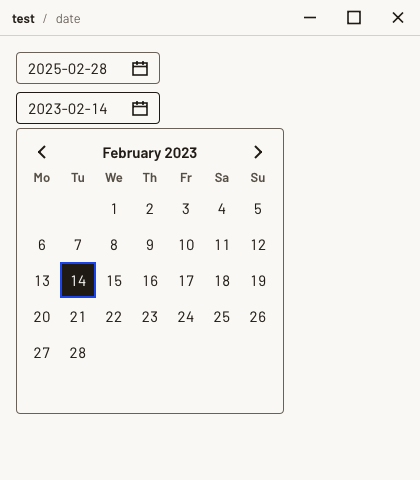 test / date
2025-02-28
2023-02-14
February 2023
Mo Tu We Th Fr Sa Su
1 2 3 4 5
6 7 8 9 10 11 12
13 14 15 16 17 18 19
20 21 22 23 24 25 26
27 28